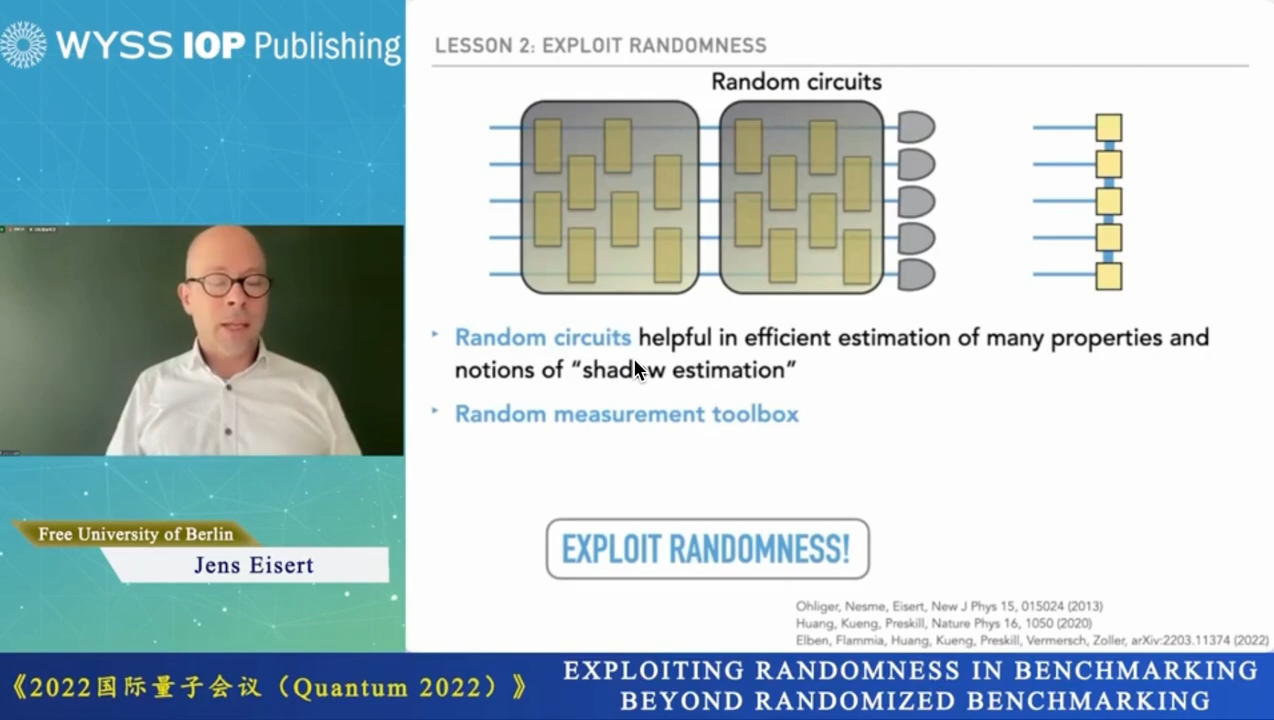 WYSS IOP Publishing
LESSON 2: EXPLOIT RANDOMNESS
Random circuits
‣ Random circuits helpful in efficient estimation of many properties and
notions of “shadow estimation”
‣ Random measurement toolbox
EXPLOIT RANDOMNESS!
Ohliger, Nesme, Eisert, New J Phys 15, 015024 (2013)
Huang, Kueng, Preskill, Nature Phys 16, 1050 (2020)
Elben, Flammia, Huang, Kueng, Preskill, Vermersch, Zoller, arXiv:2203.11374 (2022)
Free University of Berlin
Jens Eisert
《2022国际量子会议（Quantum 2022）》
EXPLOITING RANDOMNESS IN BENCHMARKING
BEYOND RANDOMIZED BENCHMARKING